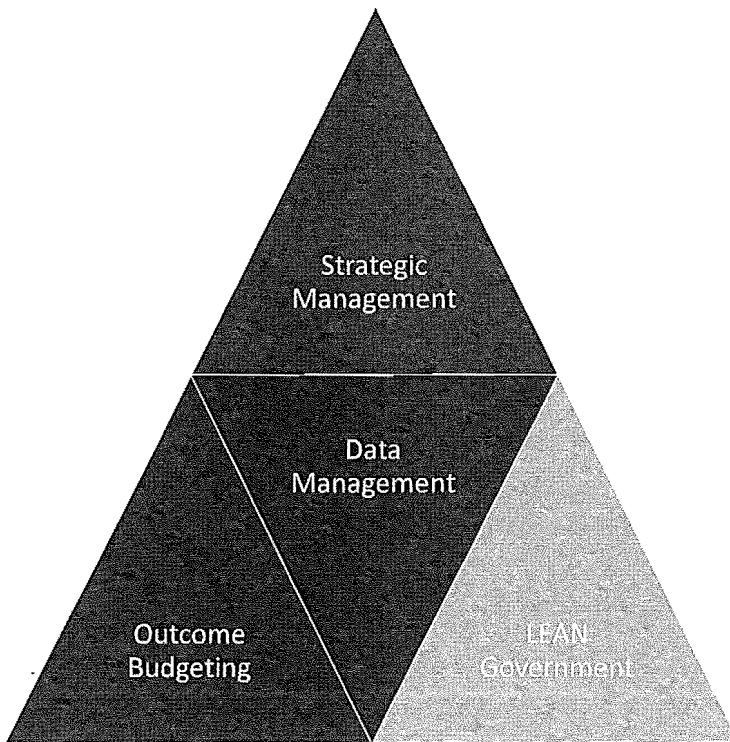 Strategic
Management
Data
Management
Outcome
Budgeting
LEAN
Government